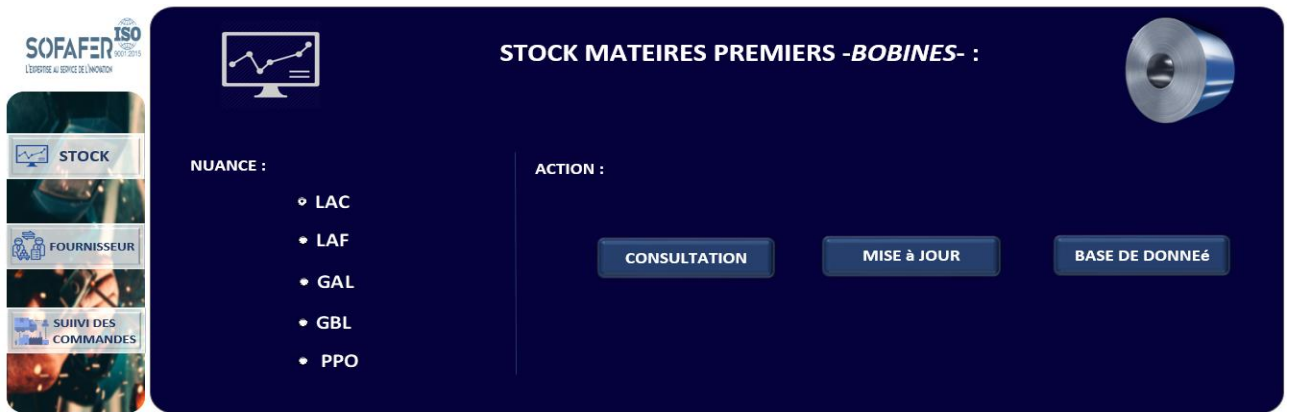 SOFAFER ISO
9001:2015
L'EXPERTISE AU SERVICE DE L'INNOVATION
STOCK MATEIRES PREMIERS -BOBINES- :
STOCK
FOURNISSEUR
SUIIVI DES
COMMANDES
NUANCE :
LAC
LAF
GAL
GBL
PPO
ACTION :
CONSULTATION
MISE à JOUR
BASE DE DONNEé